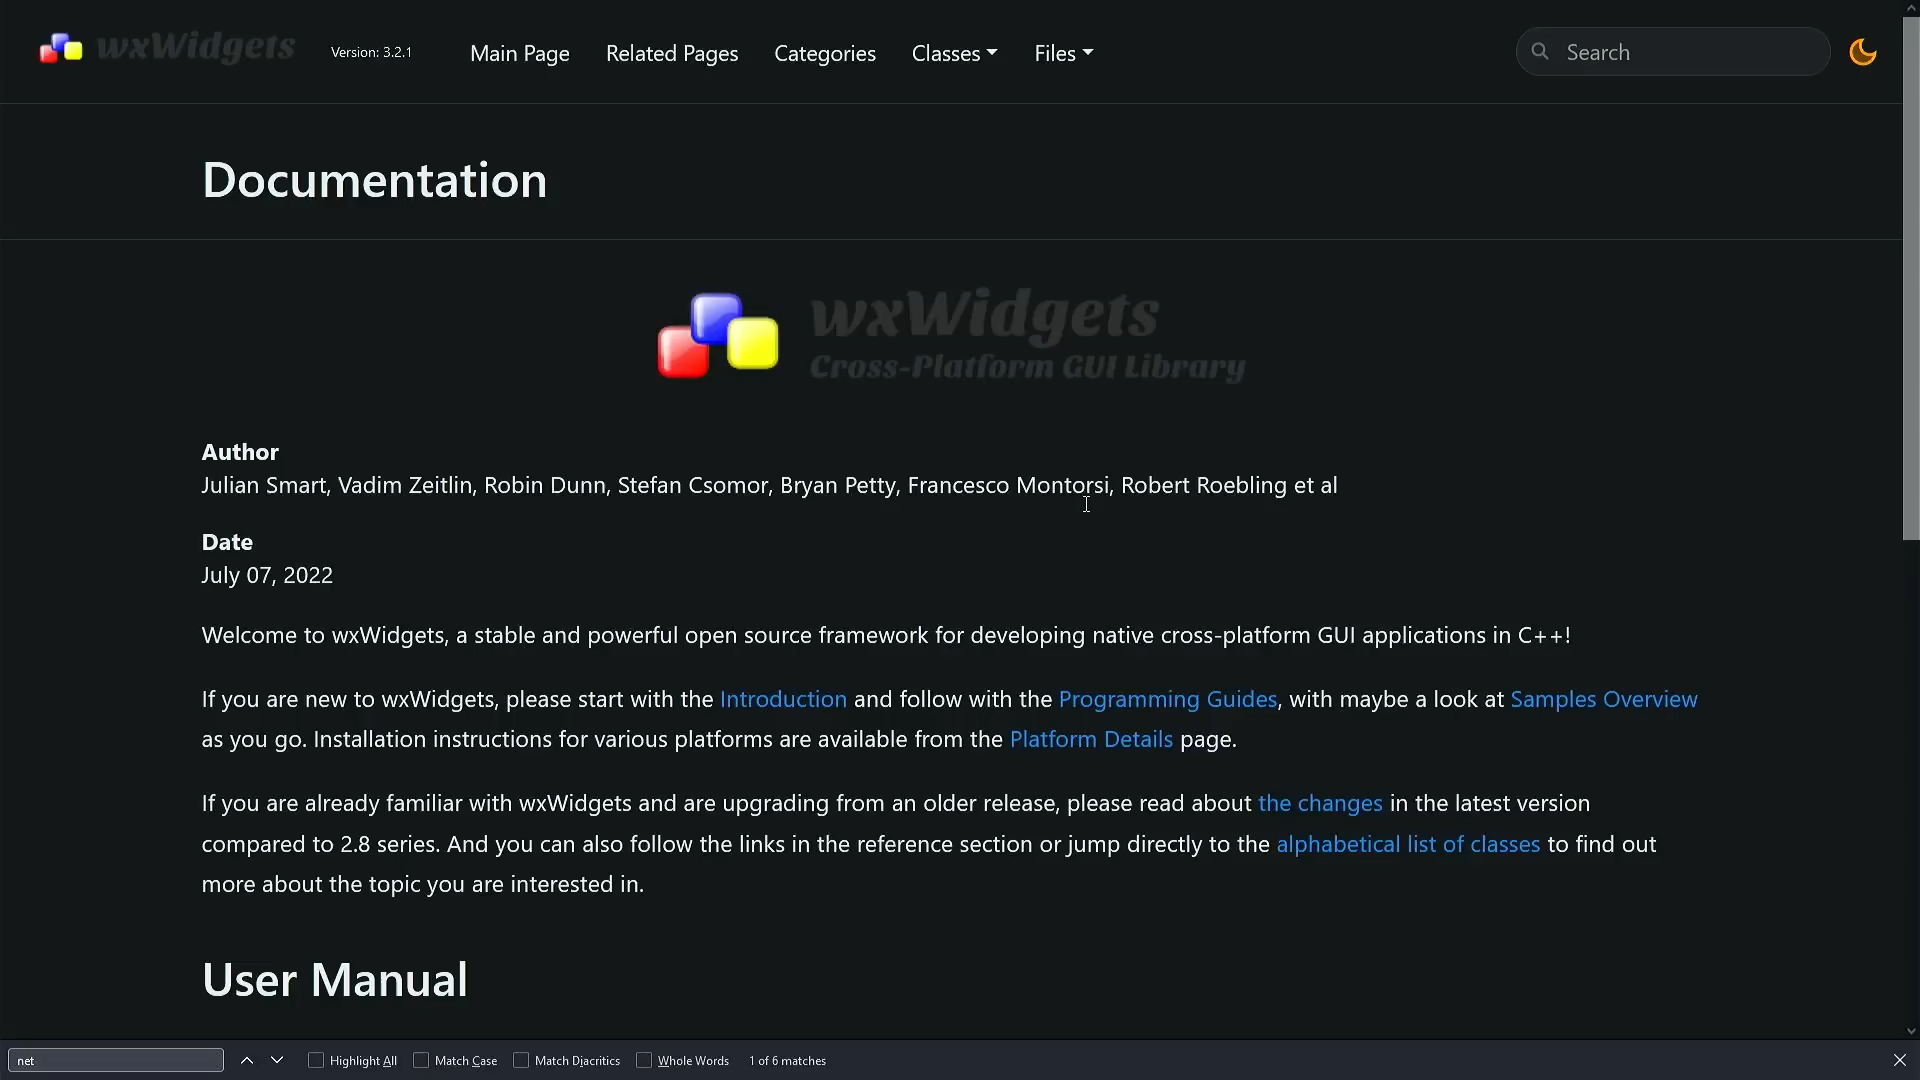 wxWidgets Version: 3.2.1 Main Page Related Pages Categories Classes Files Search
Documentation
wxWidgets
Cross-Platform GUI Library
Author
Julian Smart, Vadim Zeitlin, Robin Dunn, Stefan Csomor, Bryan Petty, Francesco Montorsi, Robert Roebling et al
Date
July 07, 2022
Welcome to wxWidgets, a stable and powerful open source framework for developing native cross-platform GUI applications in C++!
If you are new to wxWidgets, please start with the Introduction and follow with the Programming Guides, with maybe a look at Samples Overview
as you go. Installation instructions for various platforms are available from the Platform Details page.
If you are already familiar with wxWidgets and are upgrading from an older release, please read about the changes in the latest version
compared to 2.8 series. And you can also follow the links in the reference section or jump directly to the alphabetical list of classes to find out
more about the topic you are interested in.
User Manual
net Highlight All Match Case Match Diacritics Whole Words 1 of 6 matches